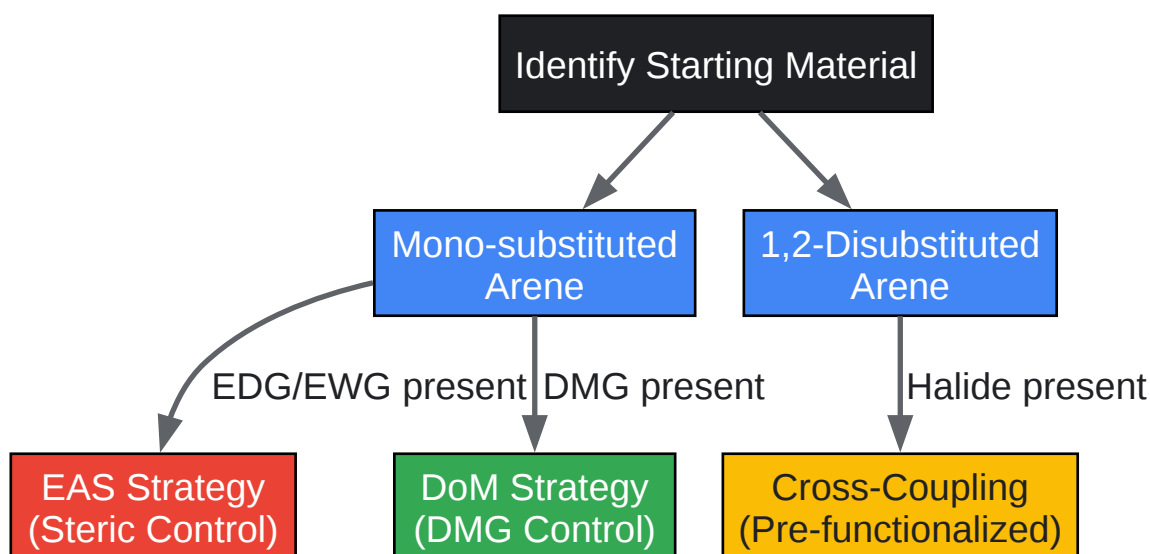 Identify Starting Material
Mono-substituted
Arene
1,2-Disubstituted
Arene
EDG/EWG present
DMG present
Halide present
EAS Strategy
(Steric Control)
DoM Strategy
(DMG Control)
Cross-Coupling
(Pre-functionalized)